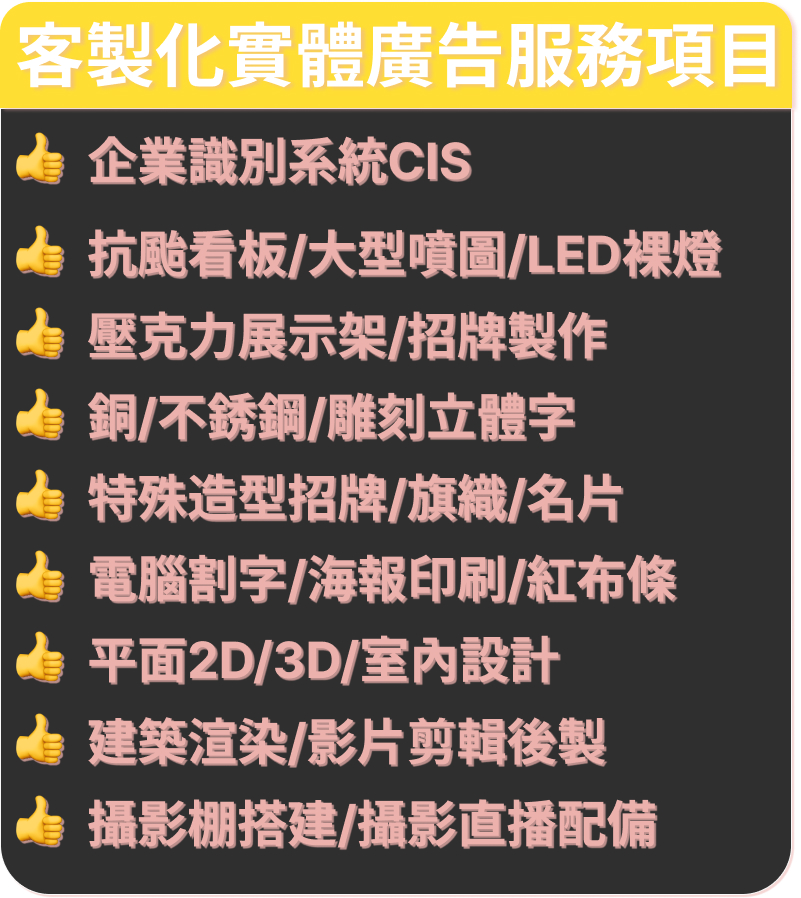 客製化實體廣告服務項目
👍 企業識別系統CIS
👍 抗颱看板/大型噴圖/LED裸燈
👍 壓克力展示架/招牌製作
👍 銅/不銹鋼/雕刻立體字
👍 特殊造型招牌/旗織/名片
👍 電腦割字/海報印刷/紅布條
👍 平面2D/3D/室內設計
👍 建築渲染/影片剪輯後製
👍 攝影棚搭建/攝影直播配備